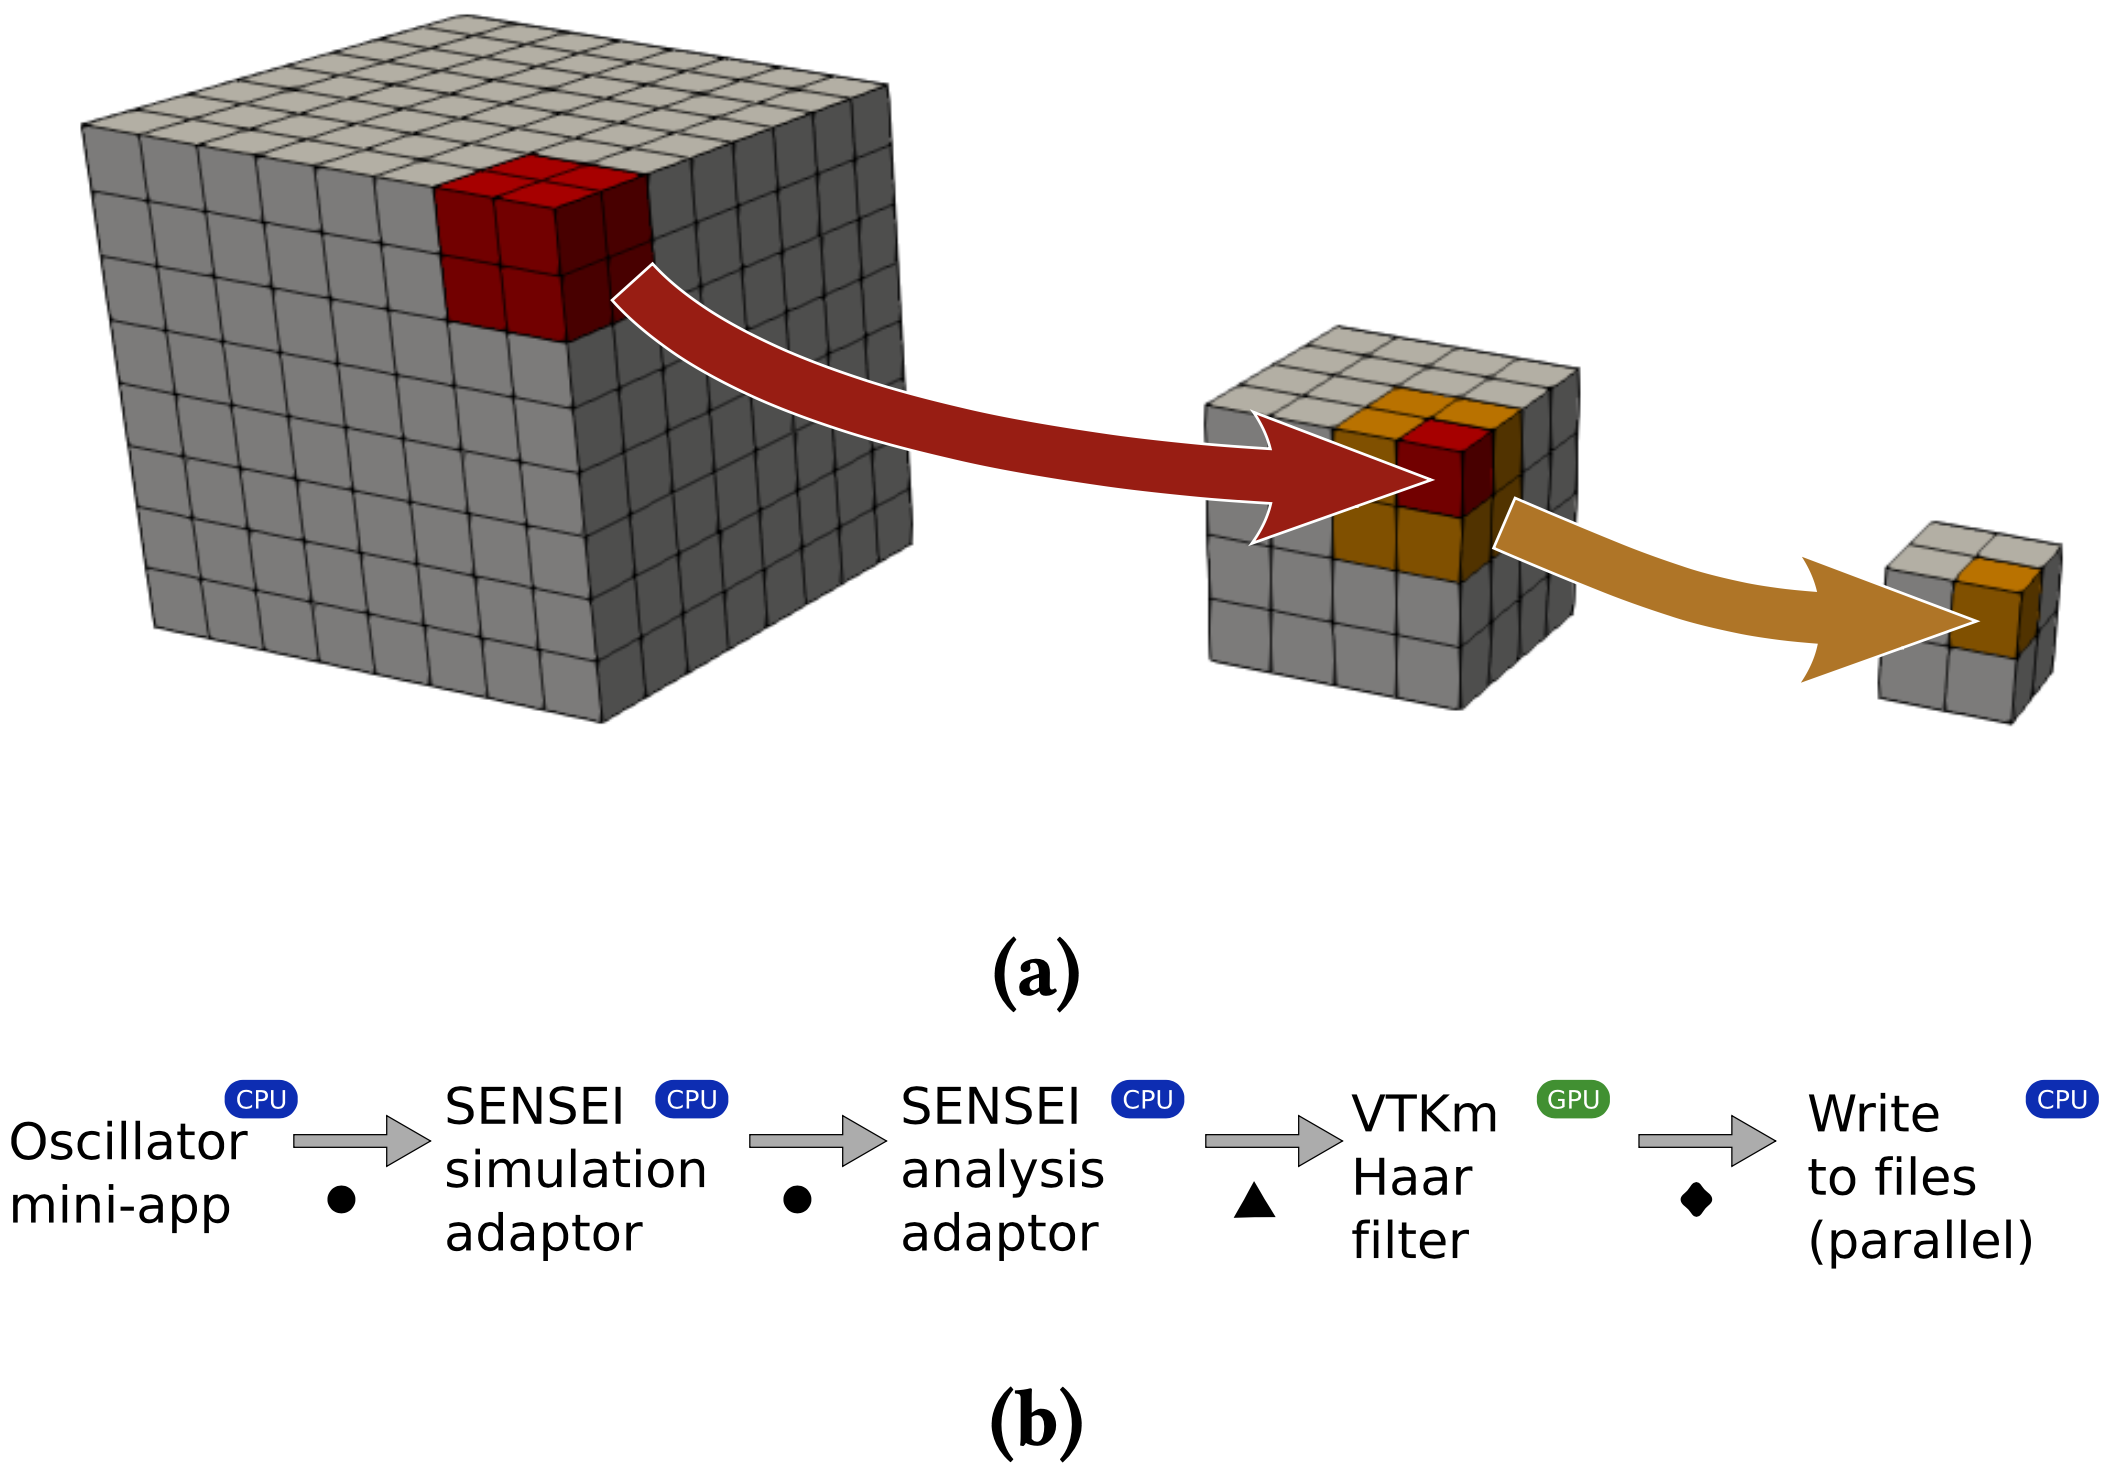 (a)
CPU
Oscillator
mini-app
CPU
SENSEI
simulation
adaptor
CPU
SENSEI
analysis
adaptor
GPU
VTKm
Haar
filter
CPU
Write
to files
(parallel)
(b)